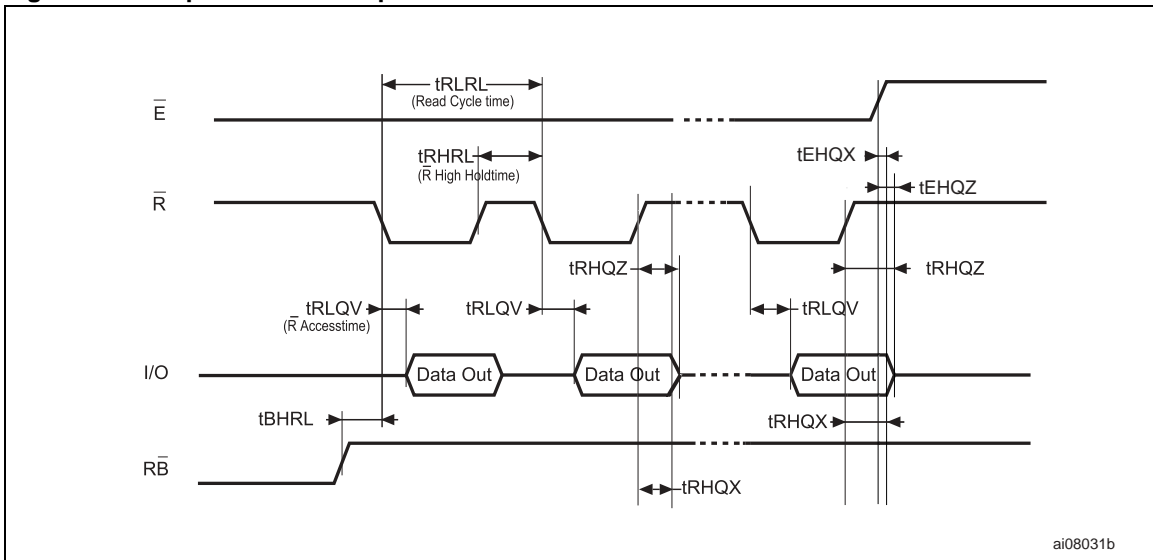 tRLRL
(Read Cycle time)
E̅
tRHRL
(R̅ High Holdtime)
tEHQX
tEHQZ
R̅
tRHQZ
tRHQZ
tRLQV
(R̅ Accesstime)
tRLQV
tRLQV
I/O
Data Out
Data Out
Data Out
tBHRL
tRHQX
RB̅
tRHQX
ai08031b